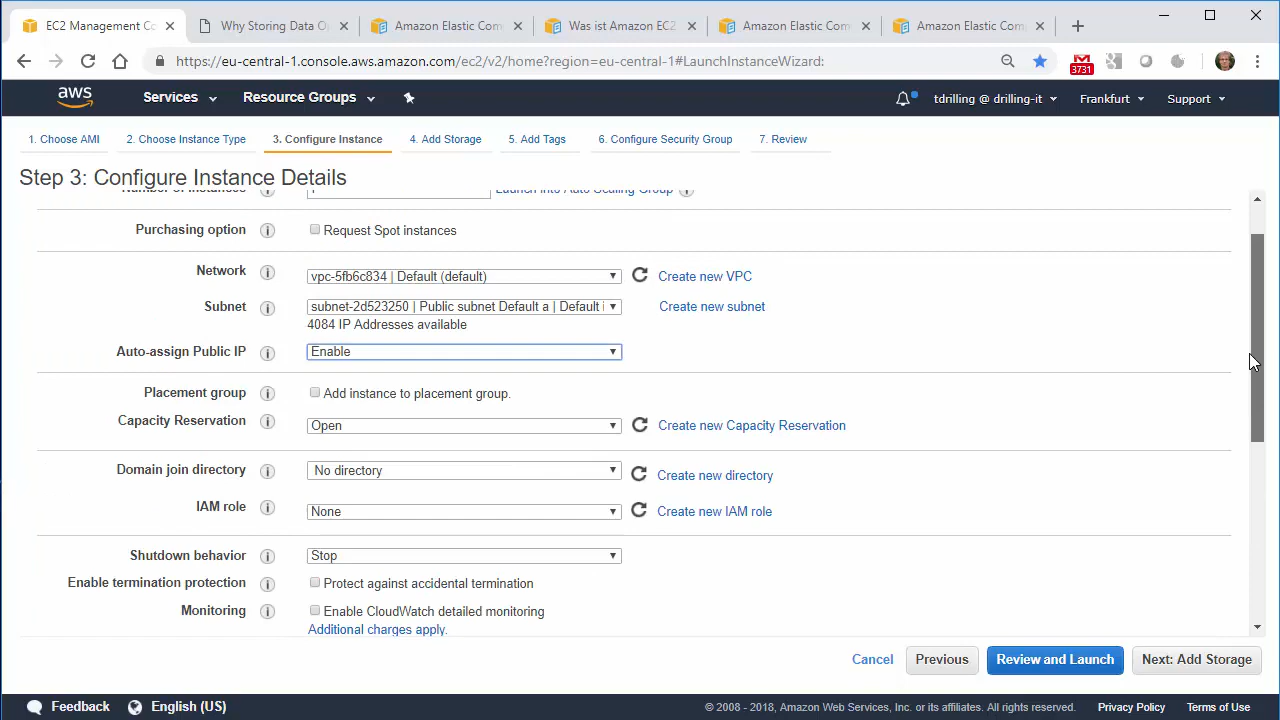 EC2 Management Co
Why Storing Data O
Amazon Elastic Com
Was ist Amazon EC2
Amazon Elastic Com
Amazon Elastic Com
https://eu-central-1.console.aws.amazon.com/ec2/v2/home?region=eu-central-1#LaunchInstanceWizard:
3731
aws
Services
Resource Groups
tdrilling @ drilling-it
Frankfurt
Support
1. Choose AMI
2. Choose Instance Type
3. Configure Instance
4. Add Storage
5. Add Tags
6. Configure Security Group
7. Review
Step 3: Configure Instance Details
Number of instances
1
Launch into Auto Scaling Group
Purchasing option
Request Spot instances
Network
vpc-5fb6c834 | Default (default)
Create new VPC
Subnet
subnet-2d523250 | Public subnet Default a | Default i
Create new subnet
4084 IP Addresses available
Auto-assign Public IP
Enable
Placement group
Add instance to placement group.
Capacity Reservation
Open
Create new Capacity Reservation
Domain join directory
No directory
Create new directory
IAM role
None
Create new IAM role
Shutdown behavior
Stop
Enable termination protection
Protect against accidental termination
Monitoring
Enable CloudWatch detailed monitoring
Additional charges apply.
Cancel
Previous
Review and Launch
Next: Add Storage
Feedback
English (US)
© 2008 - 2018, Amazon Web Services, Inc. or its affiliates. All rights reserved.
Privacy Policy
Terms of Use